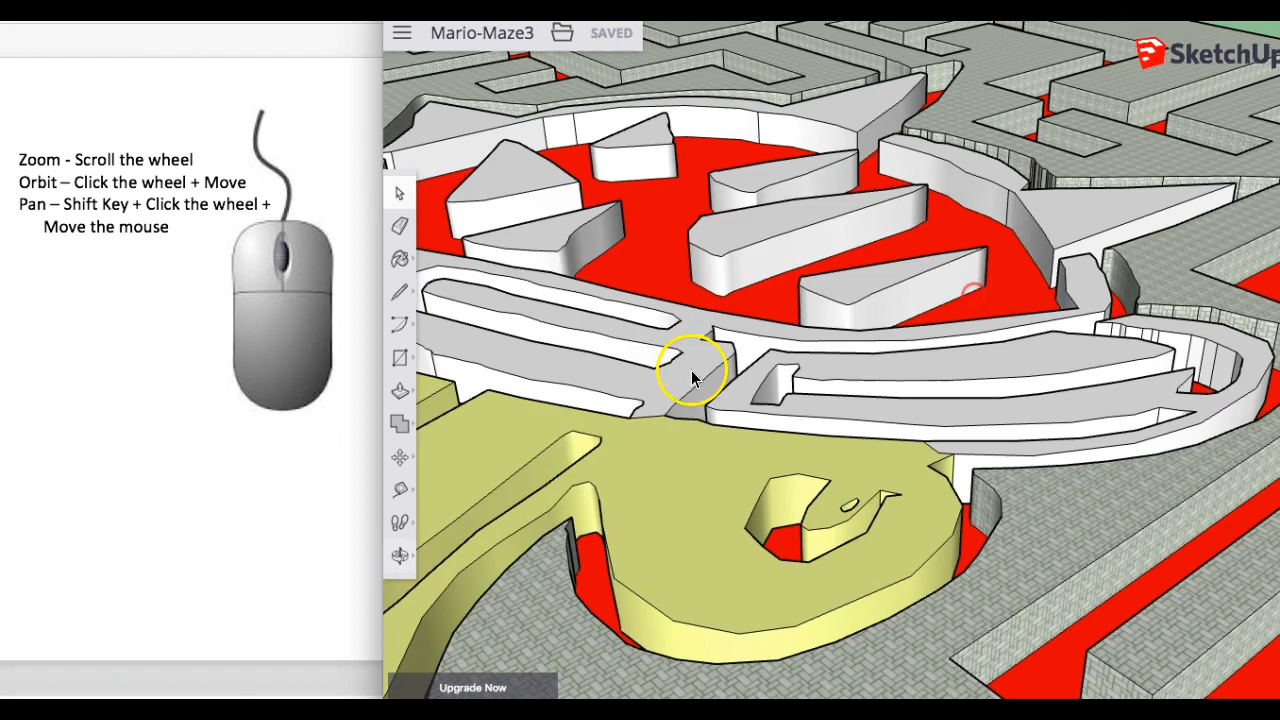 Mario-Maze3 SAVED
SketchUp
Zoom - Scroll the wheel
Orbit – Click the wheel + Move
Pan – Shift Key + Click the wheel +
Move the mouse
Upgrade Now